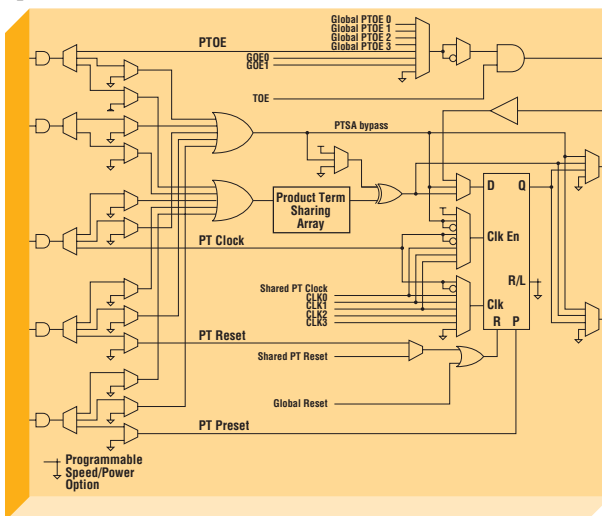 Global PTOE 0
Global PTOE 1
Global PTOE 2
Global PTOE 3
PTOE
GOE0
GOE1
TOE
PTSA bypass
Product Term
Sharing
Array
D Q
Clk En
PT Clock
R/L
Shared PT Clock
CLK0
CLK1
CLK2
CLK3
Clk
R P
PT Reset
Shared PT Reset
Global Reset
PT Preset
Programmable
Speed/Power
Option